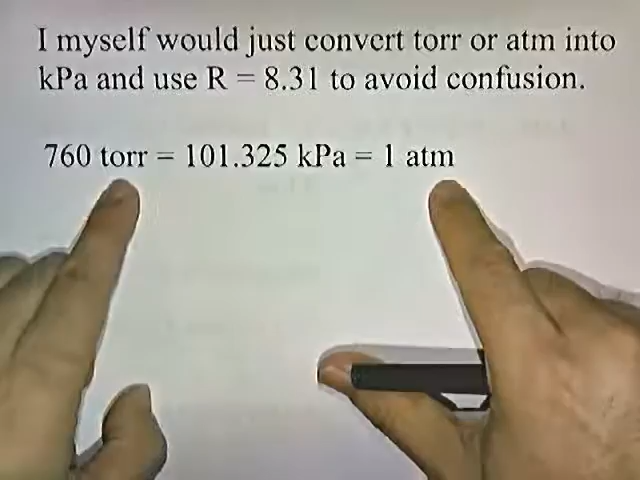 I myself would just convert torr or atm into
kPa and use R = 8.31 to avoid confusion.
760 torr = 101.325 kPa = 1 atm